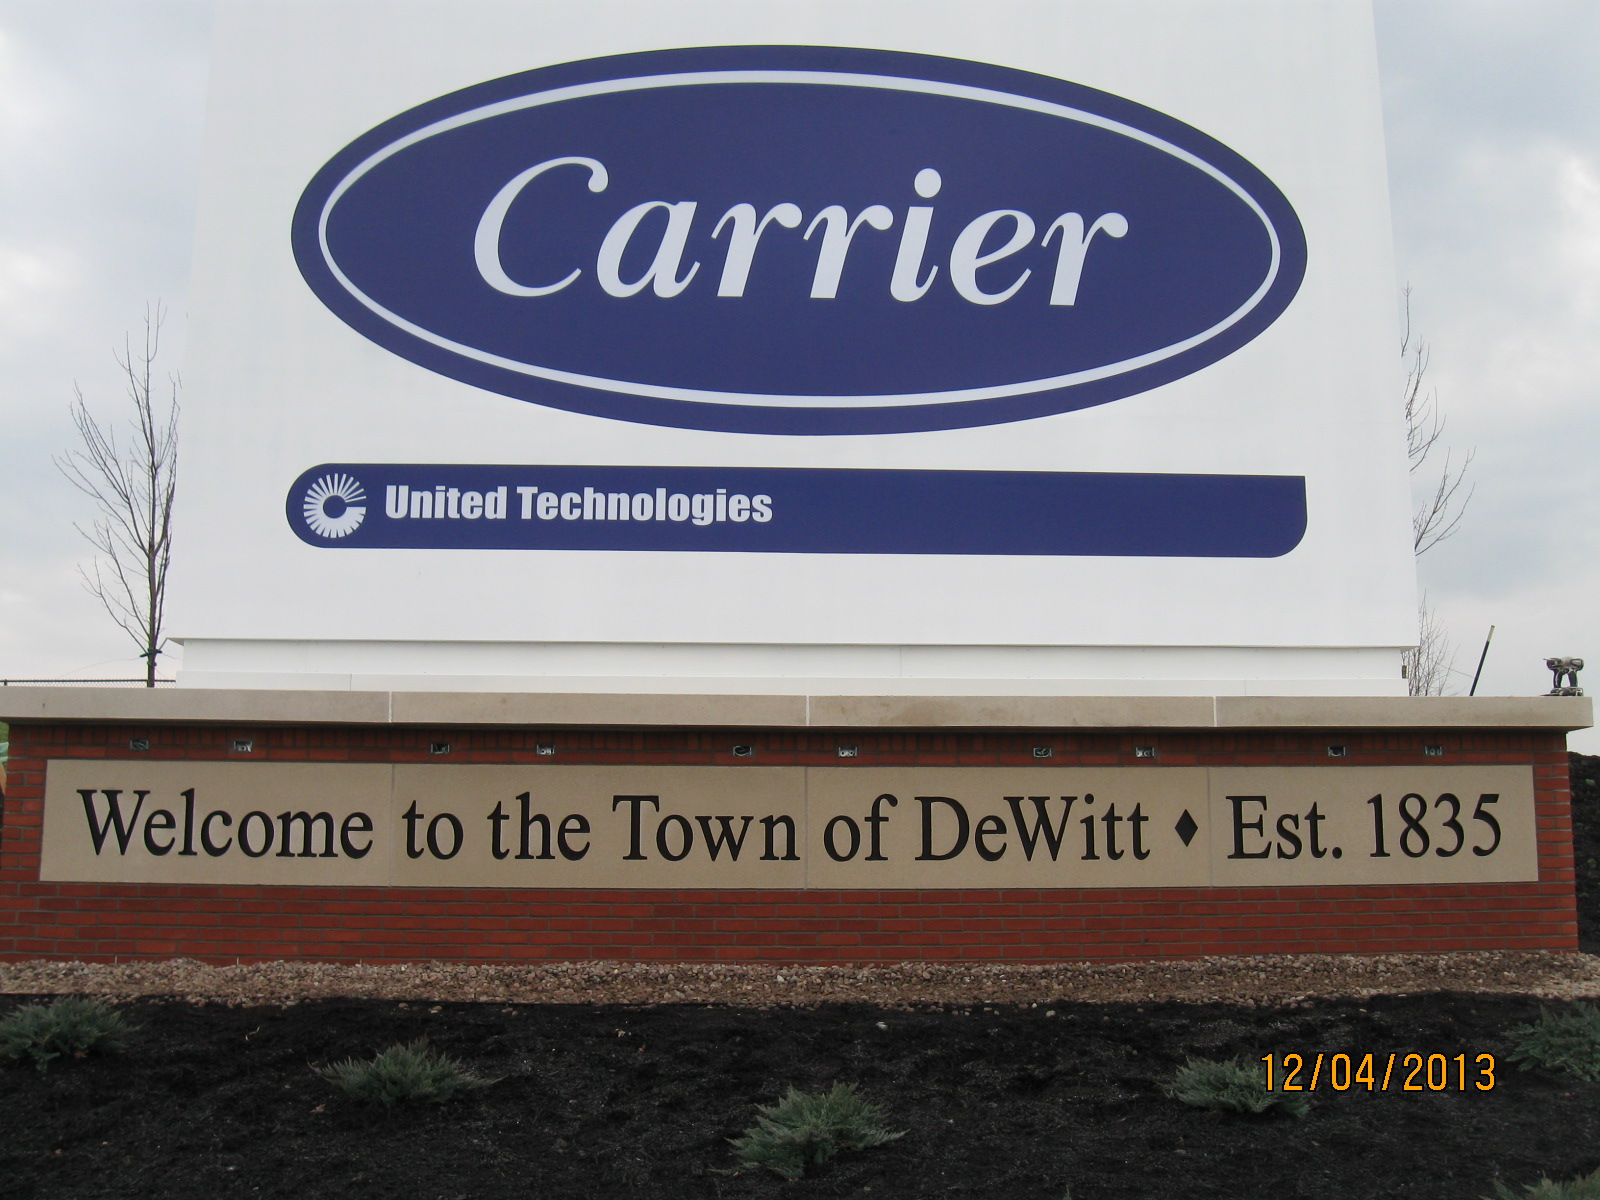 Carrier
United Technologies
Welcome to the Town of DeWitt ♦ Est. 1835
12/04/2013